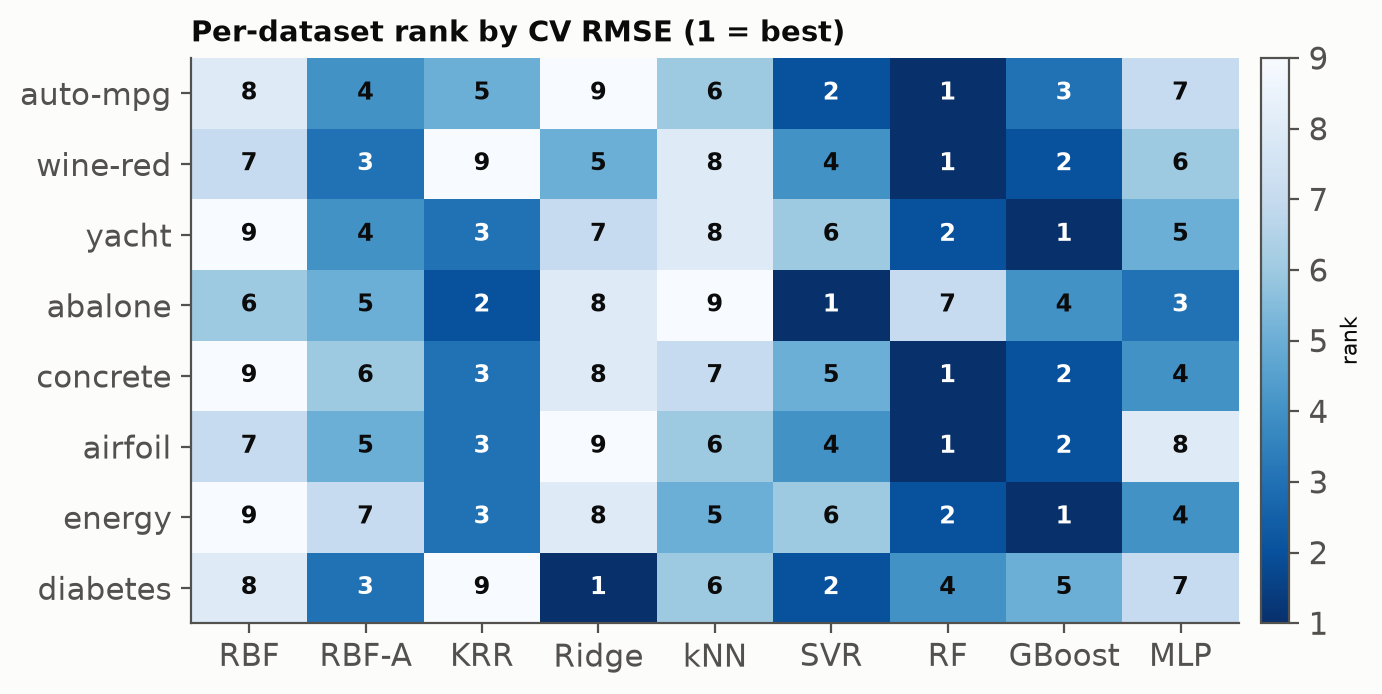 Per-dataset rank by CV RMSE (1 = best)
auto-mpg 8 4 5 9 6 2 1 3 7
wine-red 7 3 9 5 8 4 1 2 6
yacht 9 4 3 7 8 6 2 1 5
abalone 6 5 2 8 9 1 7 4 3
concrete 9 6 3 8 7 5 1 2 4
airfoil 7 5 3 9 6 4 1 2 8
energy 9 7 3 8 5 6 2 1 4
diabetes 8 3 9 1 6 2 4 5 7
RBF RBF-A KRR Ridge kNN SVR RF GBoost MLP
9
8
7
6
5
4
3
2
1
rank